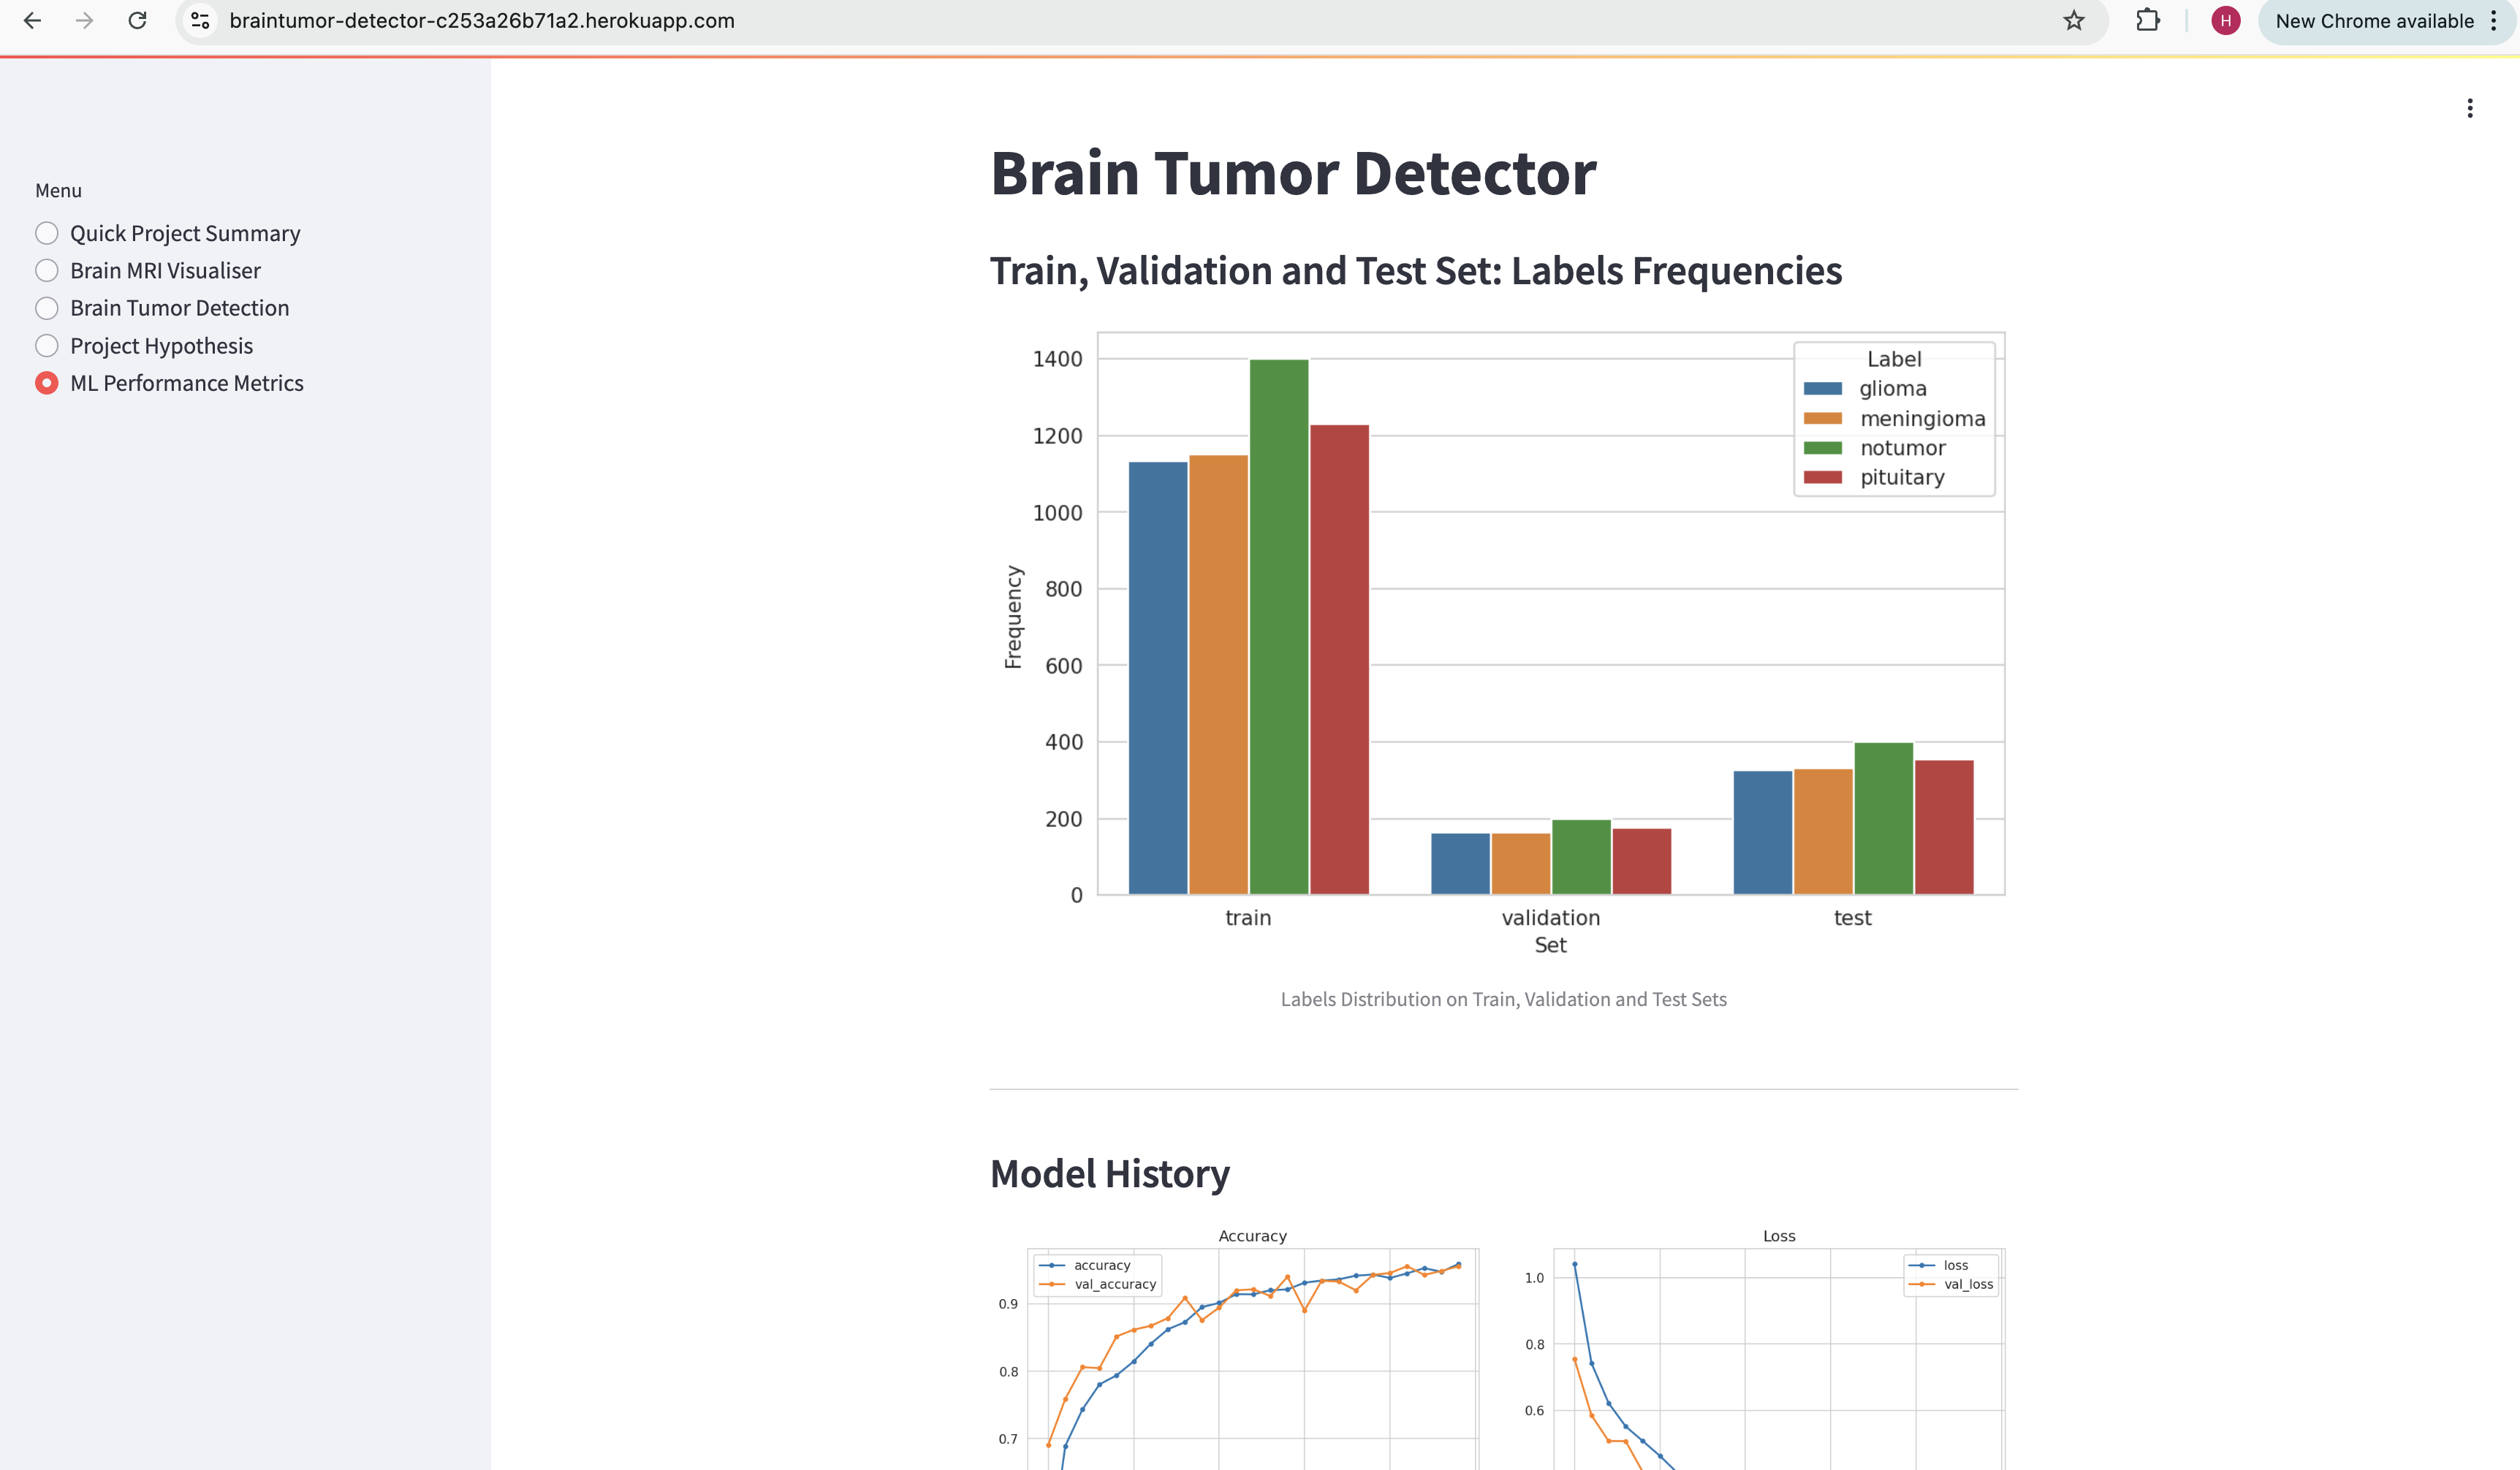 braintumor-detector-c253a26b71a2.herokuapp.com
H
New Chrome available
Menu
Quick Project Summary
Brain MRI Visualiser
Brain Tumor Detection
Project Hypothesis
ML Performance Metrics
Brain Tumor Detector
Train, Validation and Test Set: Labels Frequencies
1400
1200
1000
800
600
400
200
0
Frequency
Label
glioma
meningioma
notumor
pituitary
train
validation
test
Set
Labels Distribution on Train, Validation and Test Sets
Model History
Accuracy
accuracy
val_accuracy
0.9
0.8
0.7
Loss
loss
val_loss
1.0
0.8
0.6